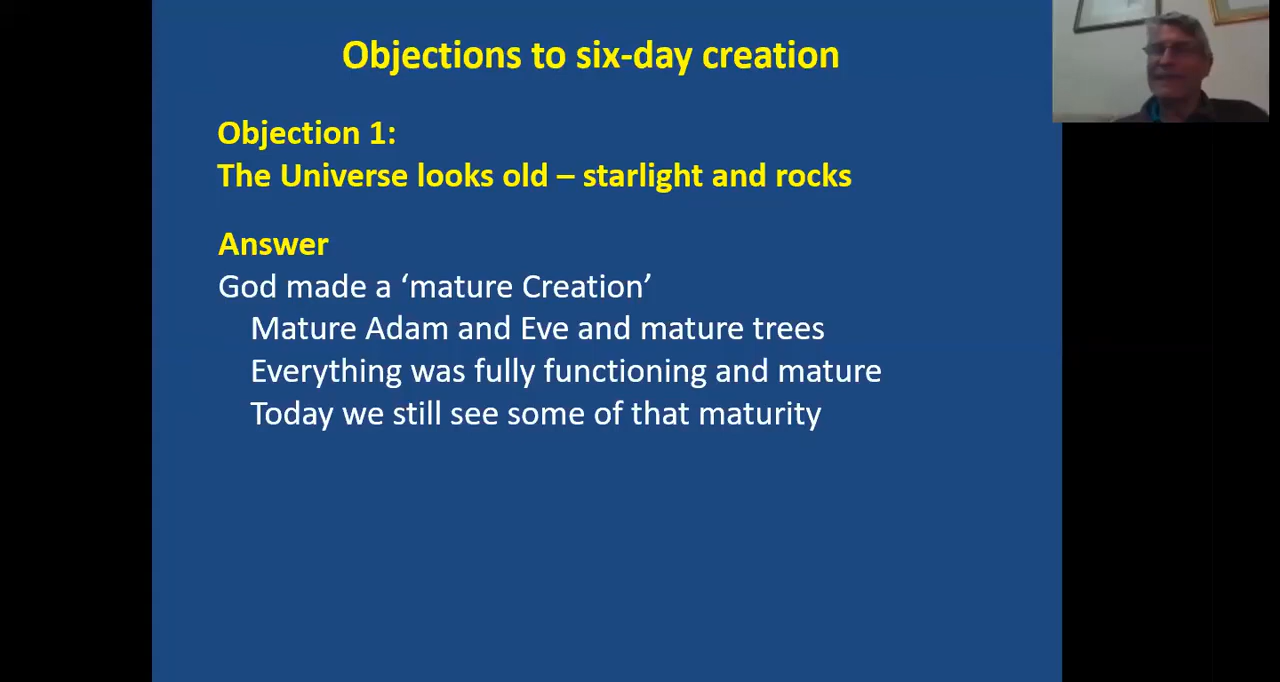 Objections to six-day creation
Objection 1:
The Universe looks old – starlight and rocks
Answer
God made a ‘mature Creation’
Mature Adam and Eve and mature trees
Everything was fully functioning and mature
Today we still see some of that maturity